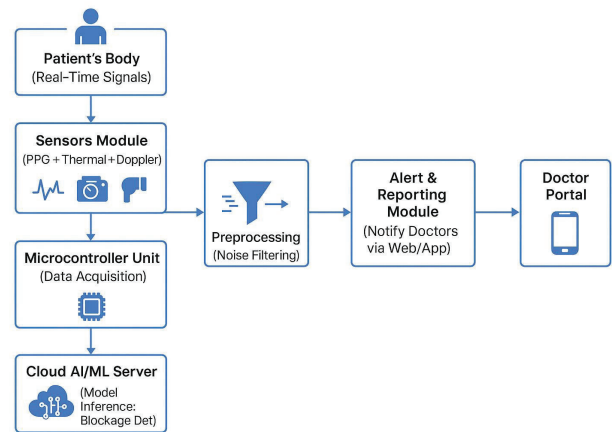 Patient's Body
(Real-Time Signals)
Sensors Module
(PPG + Thermal + Doppler)
Microcontroller Unit
(Data Acquisition)
Cloud AI/ML Server
(Model
Inference:
Blockage Det)
Preprocessing
(Noise Filtering)
Alert &
Reporting
Module
(Notify Doctors
via Web/App)
Doctor
Portal